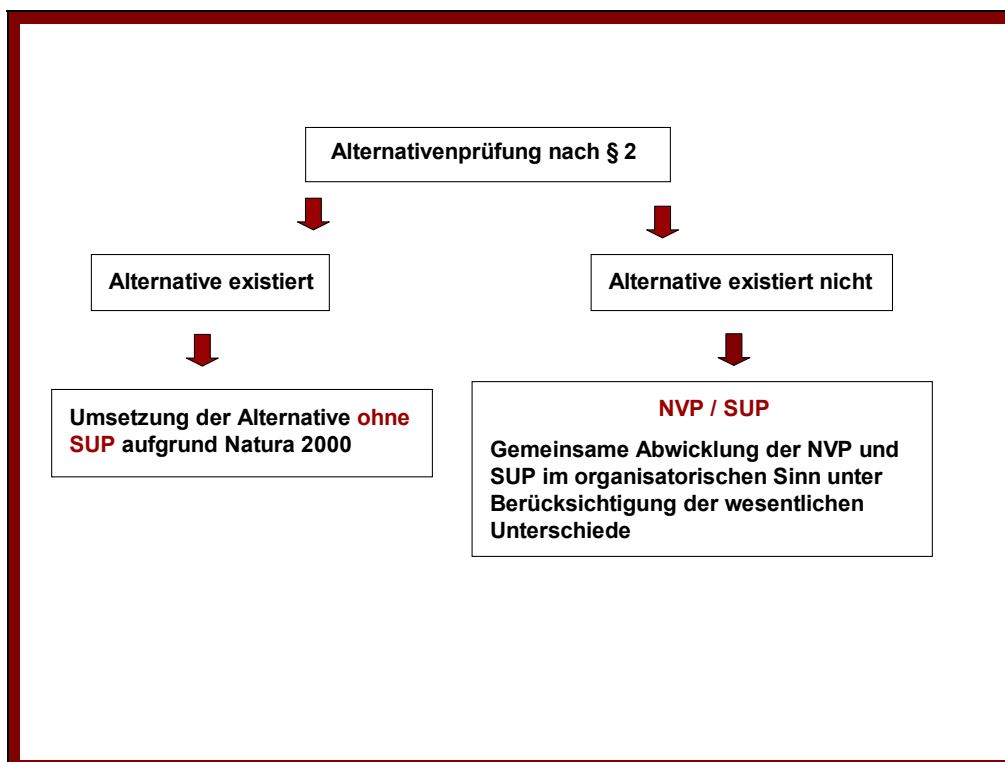 Alternativenprüfung nach § 2
Alternative existiert
Alternative existiert nicht
Umsetzung der Alternative ohne
SUP aufgrund Natura 2000
NVP / SUP
Gemeinsame Abwicklung der NVP und
SUP im organisatorischen Sinn unter
Berücksichtigung der wesentlichen
Unterschiede